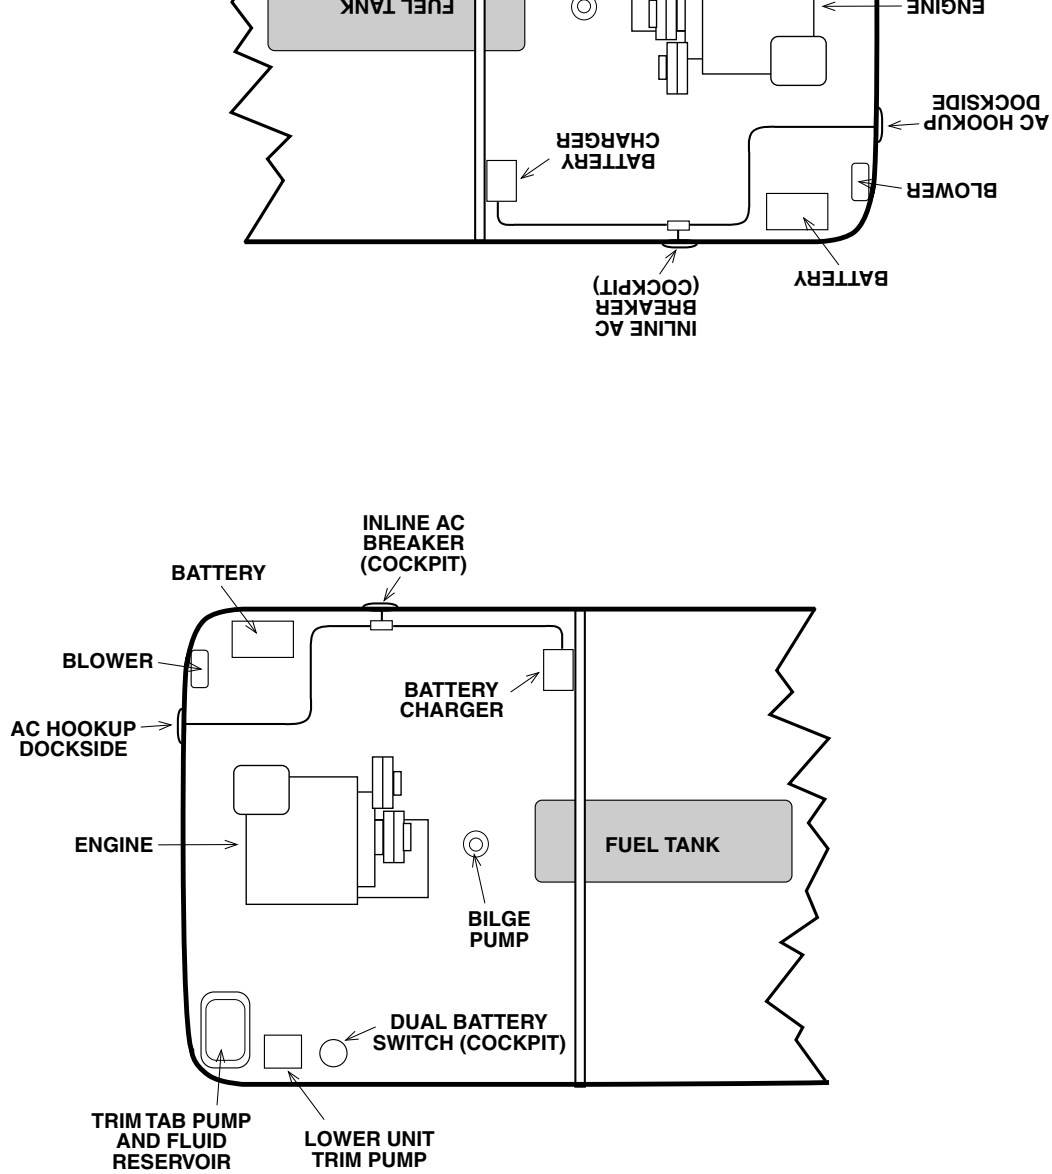 FUEL TANK
ENGINE
AC HOOKUP
DOCKSIDE
BATTERY
CHARGER
BLOWER
BATTERY
INLINE AC
BREAKER
(COCKPIT)
INLINE AC
BREAKER
(COCKPIT)
BATTERY
BLOWER
BATTERY
CHARGER
AC HOOKUP
DOCKSIDE
ENGINE
FUEL TANK
BILGE
PUMP
DUAL BATTERY
SWITCH (COCKPIT)
TRIM TAB PUMP
AND FLUID
RESERVOIR
LOWER UNIT
TRIM PUMP